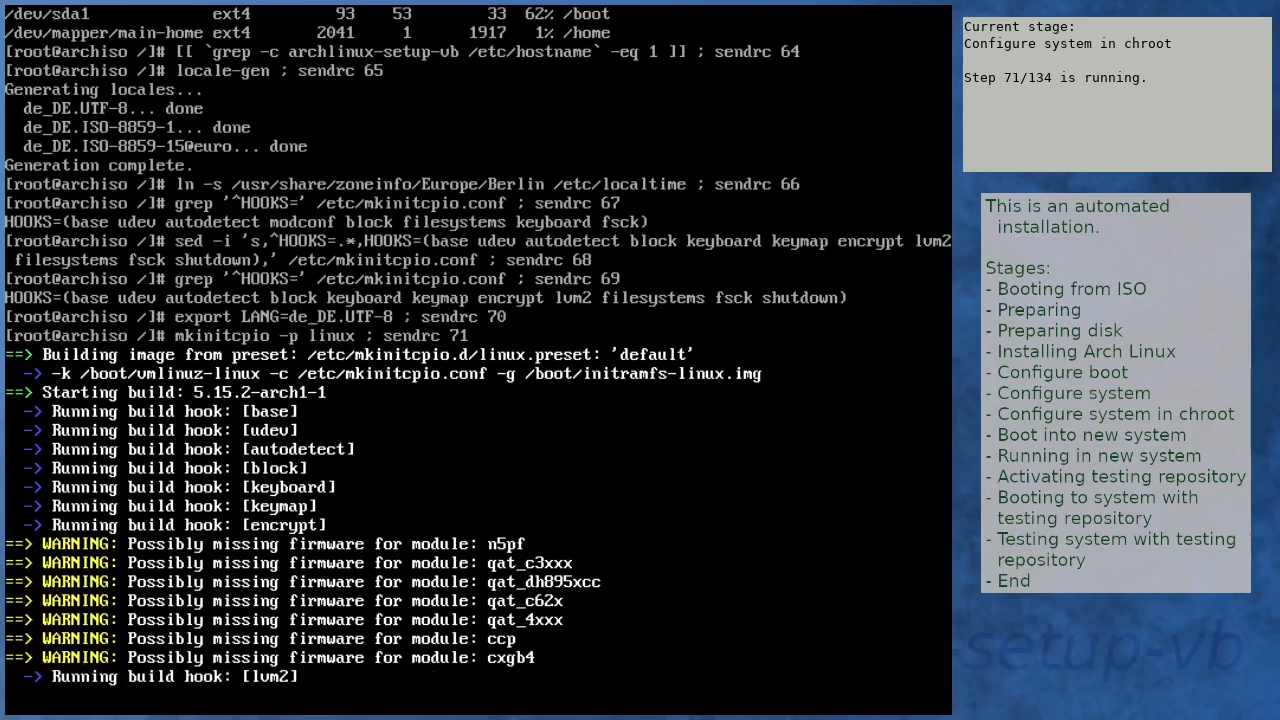 /dev/sda1             ext4          93    53        33  62% /boot
/dev/mapper/main-home ext4        2041     1      1917   1% /home
[root@archiso /]# [[ `grep -c archlinux-setup-vb /etc/hostname` -eq 1 ]] ; sendrc 64
[root@archiso /]# locale-gen ; sendrc 65
Generating locales...
  de_DE.UTF-8... done
  de_DE.ISO-8859-1... done
  de_DE.ISO-8859-15@euro... done
Generation complete.
[root@archiso /]# ln -s /usr/share/zoneinfo/Europe/Berlin /etc/localtime ; sendrc 66
[root@archiso /]# grep '^HOOKS=' /etc/mkinitcpio.conf ; sendrc 67
HOOKS=(base udev autodetect modconf block filesystems keyboard fsck)
[root@archiso /]# sed -i 's,^HOOKS=.*,HOOKS=(base udev autodetect block keyboard keymap encrypt lvm2
 filesystems fsck shutdown),' /etc/mkinitcpio.conf ; sendrc 68
[root@archiso /]# grep '^HOOKS=' /etc/mkinitcpio.conf ; sendrc 69
HOOKS=(base udev autodetect block keyboard keymap encrypt lvm2 filesystems fsck shutdown)
[root@archiso /]# export LANG=de_DE.UTF-8 ; sendrc 70
[root@archiso /]# mkinitcpio -p linux ; sendrc 71
==> Building image from preset: /etc/mkinitcpio.d/linux.preset: 'default'
  -> -k /boot/vmlinuz-linux -c /etc/mkinitcpio.conf -g /boot/initramfs-linux.img
==> Starting build: 5.15.2-arch1-1
  -> Running build hook: [base]
  -> Running build hook: [udev]
  -> Running build hook: [autodetect]
  -> Running build hook: [block]
  -> Running build hook: [keyboard]
  -> Running build hook: [keymap]
  -> Running build hook: [encrypt]
==> WARNING: Possibly missing firmware for module: n5pf
==> WARNING: Possibly missing firmware for module: qat_c3xxx
==> WARNING: Possibly missing firmware for module: qat_dh895xcc
==> WARNING: Possibly missing firmware for module: qat_c62x
==> WARNING: Possibly missing firmware for module: qat_4xxx
==> WARNING: Possibly missing firmware for module: ccp
==> WARNING: Possibly missing firmware for module: cxgb4
  -> Running build hook: [lvm2]
Current stage:
Configure system in chroot
Step 71/134 is running.
This is an automated
installation.
Stages:
- Booting from ISO
- Preparing
- Preparing disk
- Installing Arch Linux
- Configure boot
- Configure system
- Configure system in chroot
- Boot into new system
- Running in new system
- Activating testing repository
- Booting to system with
testing repository
- Testing system with testing
repository
- End
-setup-vb